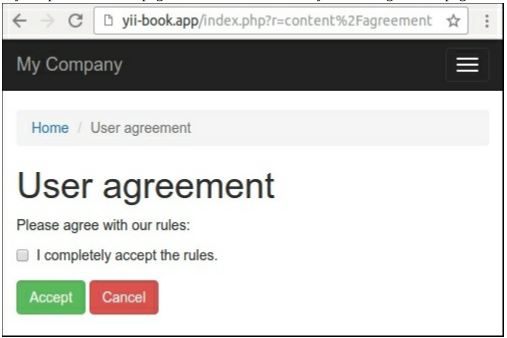 yii-book.app/index.php?r=content%2Fagreement
My Company
Home / User agreement
User agreement
Please agree with our rules:
I completely accept the rules.
Accept Cancel